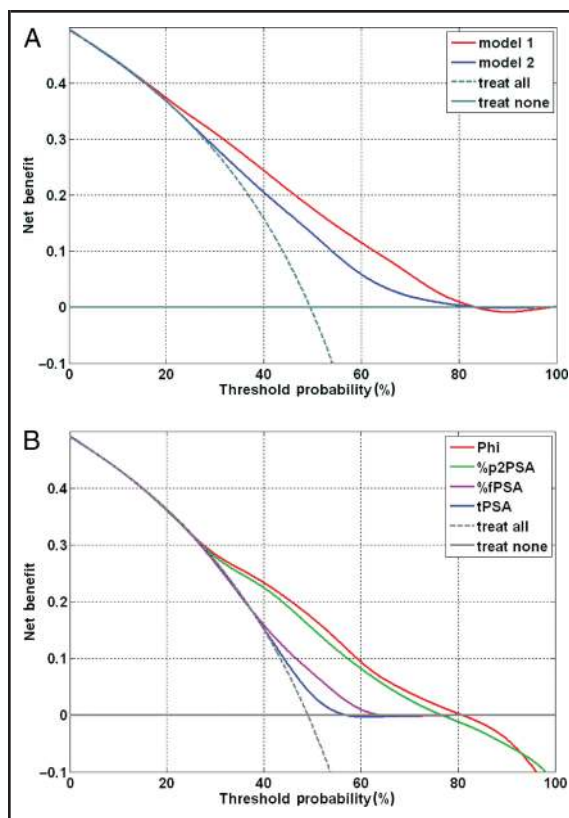 A
model 1
model 2
treat all
treat none
Net benefit
0.4
0.3
0.2
0.1
0
–0.1
0 20 40 60 80 100
Threshold probability(%)
B
Phi
%p2PSA
%fPSA
tPSA
treat all
treat none
Net benefit
0.4
0.3
0.2
0.1
0
–0.1
0 20 40 60 80 100
Threshold probability(%)